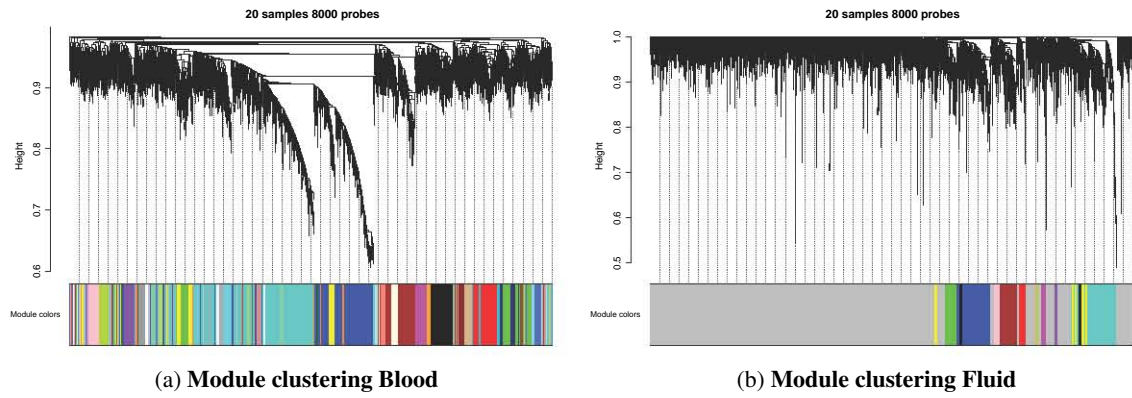 20 samples 8000 probes
Height
0.9
0.8
0.7
0.6
Module colors
(a) Module clustering Blood
20 samples 8000 probes
Height
1.0
0.9
0.8
0.7
0.6
0.5
Module colors
(b) Module clustering Fluid